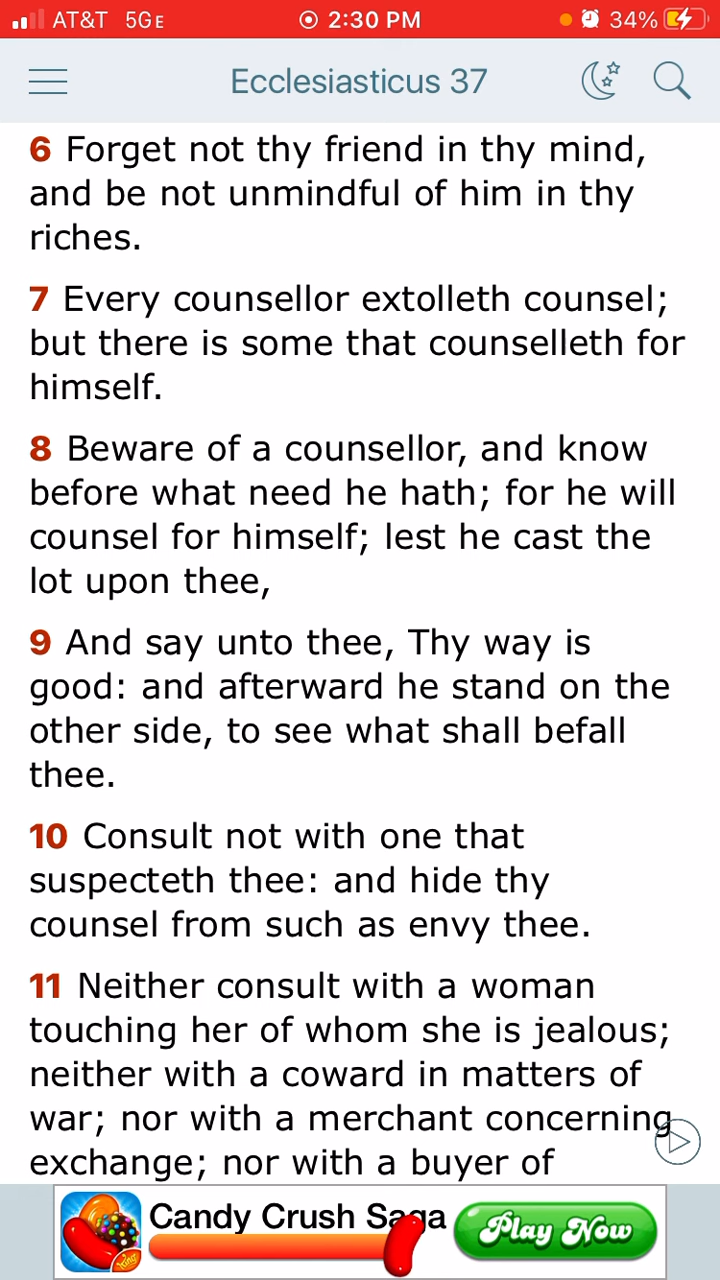 AT&T 5GE 2:30 PM 34%
Ecclesiasticus 37
6 Forget not thy friend in thy mind,
and be not unmindful of him in thy
riches.
7 Every counsellor extolleth counsel;
but there is some that counselleth for
himself.
8 Beware of a counsellor, and know
before what need he hath; for he will
counsel for himself; lest he cast the
lot upon thee,
9 And say unto thee, Thy way is
good: and afterward he stand on the
other side, to see what shall befall
thee.
10 Consult not with one that
suspecteth thee: and hide thy
counsel from such as envy thee.
11 Neither consult with a woman
touching her of whom she is jealous;
neither with a coward in matters of
war; nor with a merchant concerning
exchange; nor with a buyer of
Candy Crush Saga
Play Now
King